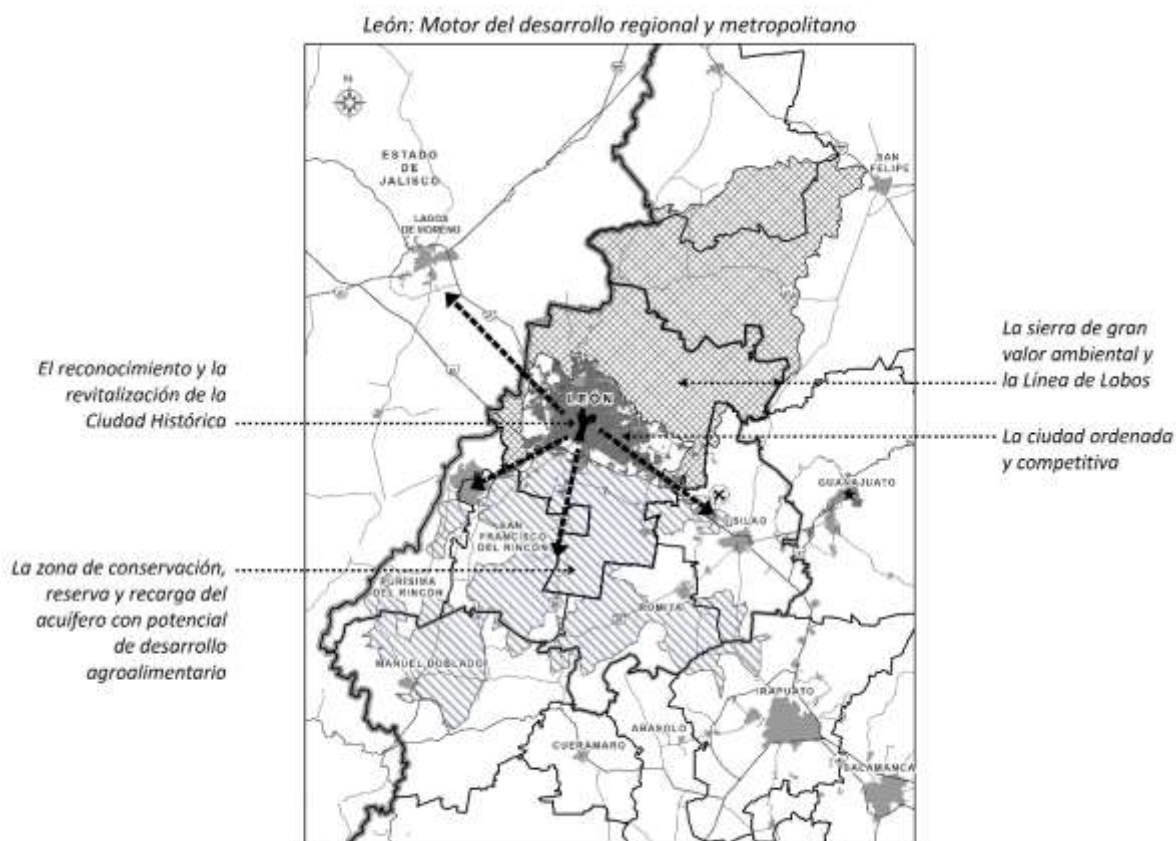 León: Motor del desarrollo regional y metropolitano
N
ESTADO
DE
JALISCO
SAN
FELIPE
LAGOS
DE MORENO
La sierra de gran
valor ambiental y
la Línea de Lobos
El reconocimiento y la
revitalización de la
Ciudad Histórica
LEÓN
La ciudad ordenada
y competitiva
GUANAJUATO
SILAO
SAN
FRANCISCO
DEL RINCÓN
La zona de conservación,
reserva y recarga del
acuífero con potencial
de desarrollo
agroalimentario
PURÍSIMA
DEL RINCÓN
ROMITA
MANUEL DOBLADO
IRAPUATO
ABASOLO
CUERÁMARO
SALAMANCA